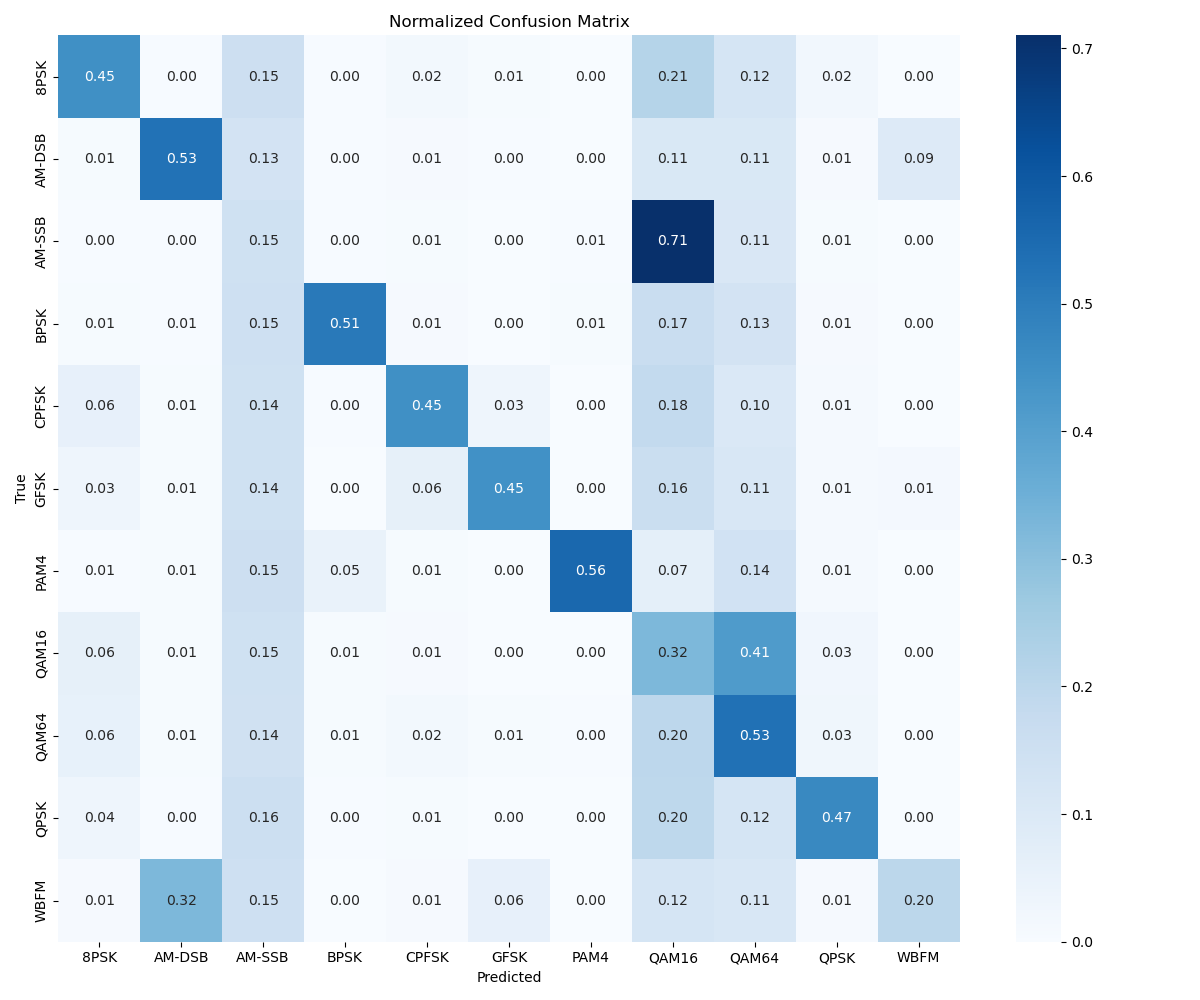 Normalized Confusion Matrix
8PSK 0.45 0.00 0.15 0.00 0.02 0.01 0.00 0.21 0.12 0.02 0.00
AM-DSB 0.01 0.53 0.13 0.00 0.01 0.00 0.00 0.11 0.11 0.01 0.09
AM-SSB 0.00 0.00 0.15 0.00 0.01 0.00 0.01 0.71 0.11 0.01 0.00
BPSK 0.01 0.01 0.15 0.51 0.01 0.00 0.01 0.17 0.13 0.01 0.00
CPFSK 0.06 0.01 0.14 0.00 0.45 0.03 0.00 0.18 0.10 0.01 0.00
True
GFSK 0.03 0.01 0.14 0.00 0.06 0.45 0.00 0.16 0.11 0.01 0.01
PAM4 0.01 0.01 0.15 0.05 0.01 0.00 0.56 0.07 0.14 0.01 0.00
QAM16 0.06 0.01 0.15 0.01 0.01 0.00 0.00 0.32 0.41 0.03 0.00
QAM64 0.06 0.01 0.14 0.01 0.02 0.01 0.00 0.20 0.53 0.03 0.00
QPSK 0.04 0.00 0.16 0.00 0.01 0.00 0.00 0.20 0.12 0.47 0.00
WBFM 0.01 0.32 0.15 0.00 0.01 0.06 0.00 0.12 0.11 0.01 0.20
8PSK AM-DSB AM-SSB BPSK CPFSK GFSK PAM4 QAM16 QAM64 QPSK WBFM
Predicted
0.7
0.6
0.5
0.4
0.3
0.2
0.1
0.0